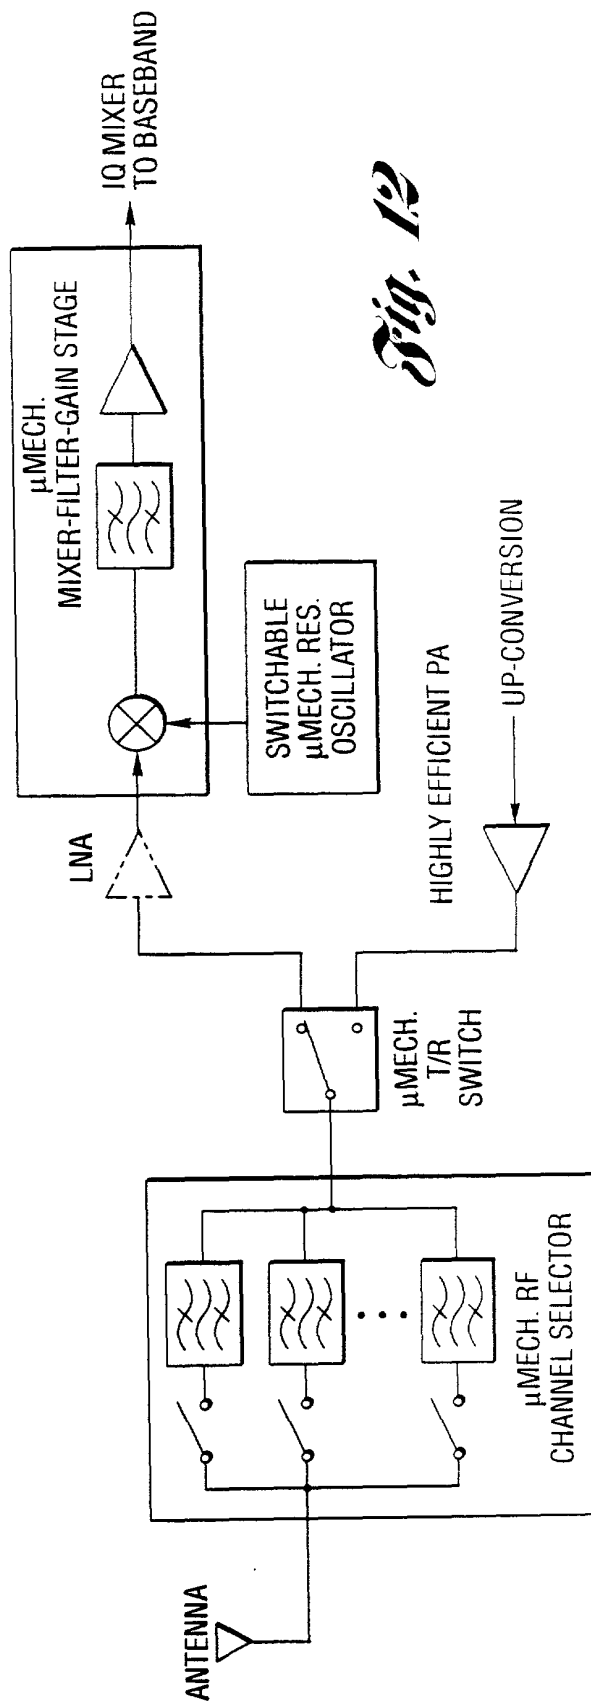 ANTENNA
µMECH. RF
CHANNEL SELECTOR
µMECH.
T/R
SWITCH
LNA
µMECH.
MIXER-FILTER-GAIN STAGE
SWITCHABLE
µMECH. RES.
OSCILLATOR
IQ MIXER
TO BASEBAND
HIGHLY EFFICIENT PA
UP-CONVERSION
Fig. 12